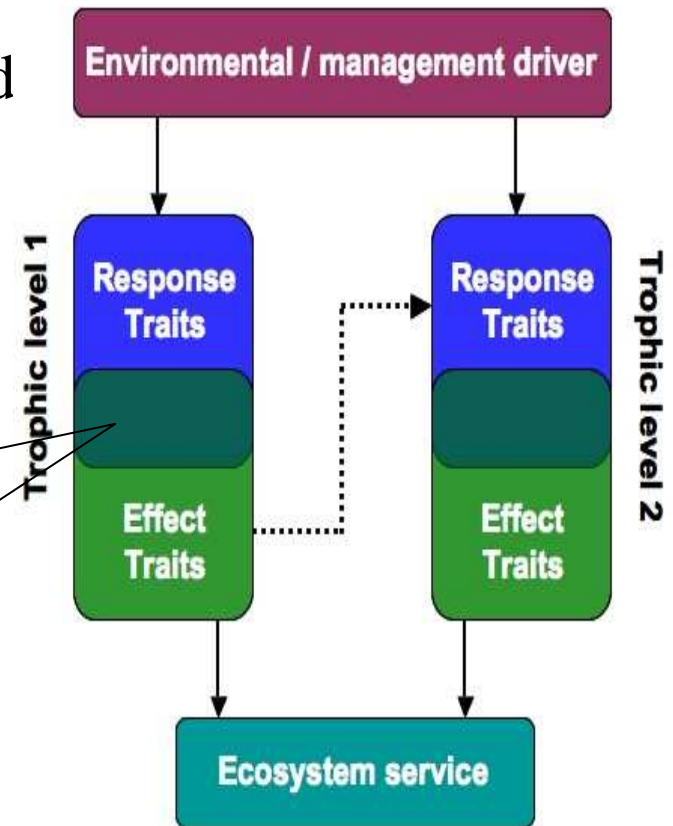 d
Environmental / management driver
Trophic level 1
Response
Traits
Effect
Traits
Response
Traits
Effect
Traits
Trophic level 2
Ecosystem service